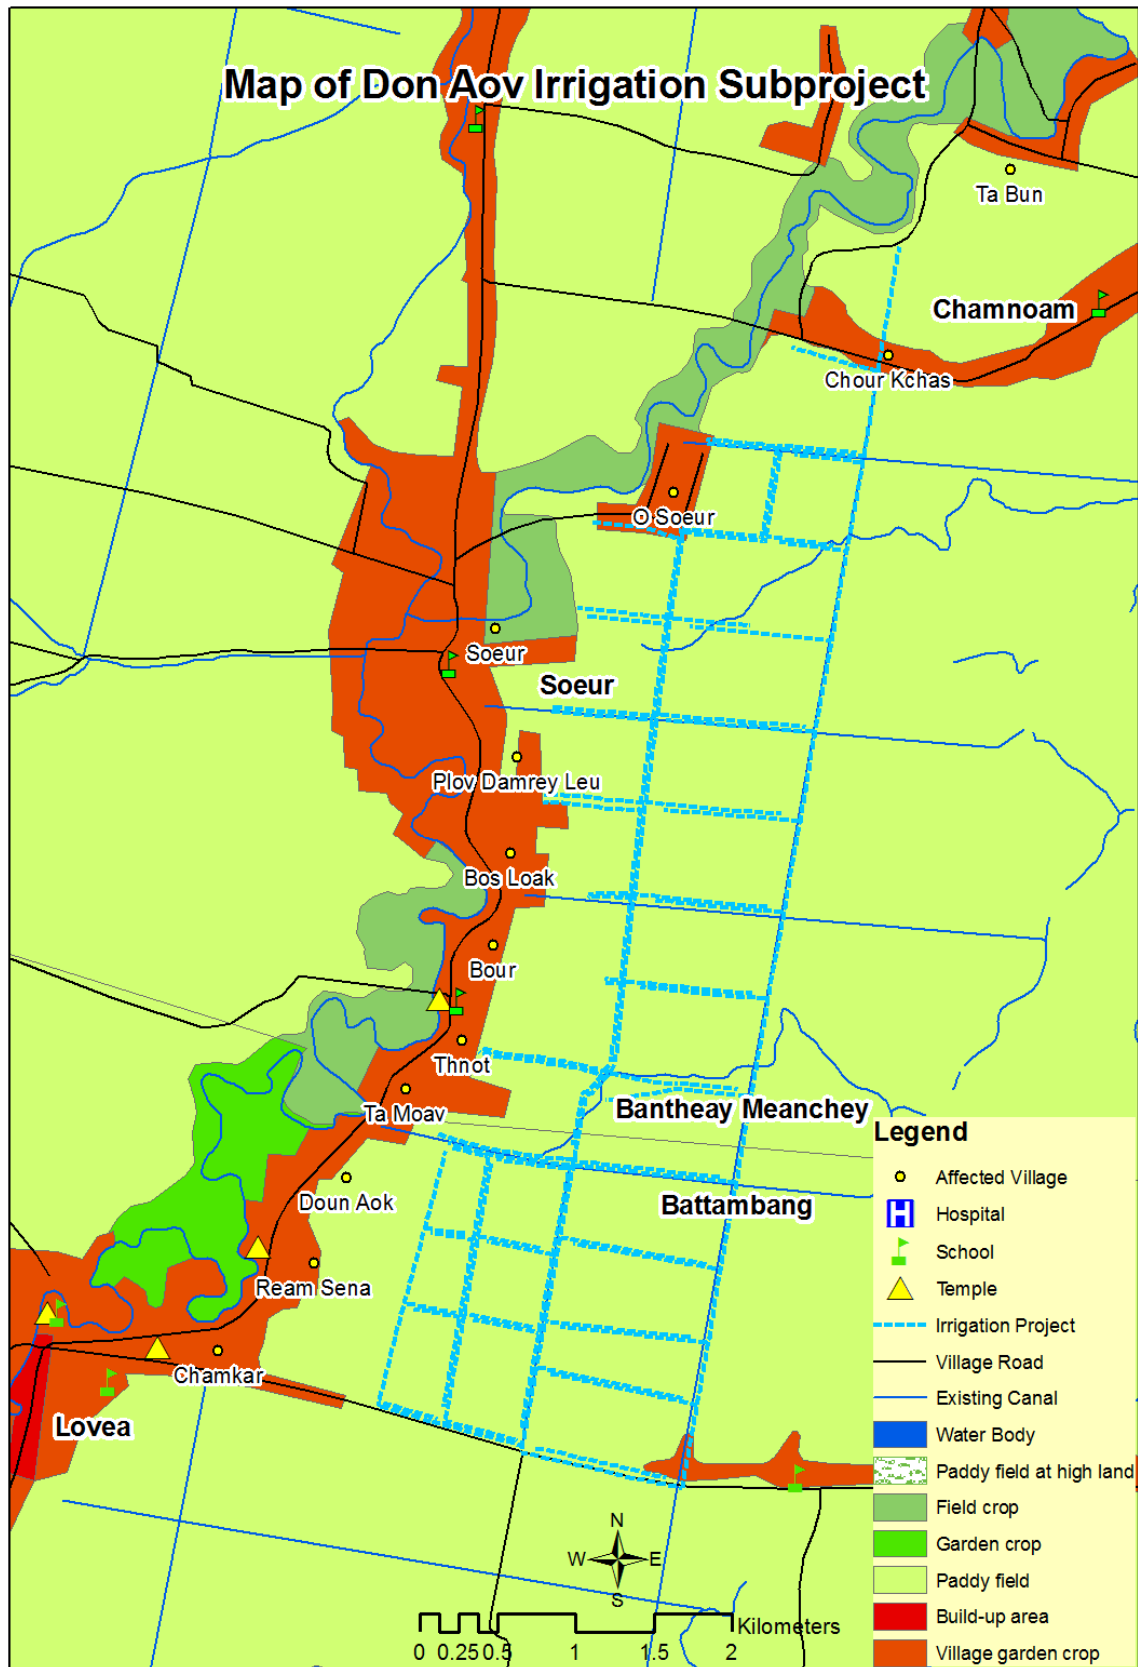 Map of Don Aov Irrigation Subproject
Ta Bun
Chamnoam
Chour Kchas
O Soeur
Soeur
Soeur
Plov Damrey Leu
Bos Loak
Bour
Thnot
Ta Moav
Bantheay Meanchey
Doun Aok
Battambang
Ream Sena
Chamkar
Lovea
Legend
Affected Village
H Hospital
School
Temple
Irrigation Project
Village Road
Existing Canal
Water Body
Paddy field at high land
Field crop
Garden crop
Paddy field
Build-up area
Village garden crop
N
W E
S
Kilometers
0 0.25 0.5 1 1.5 2